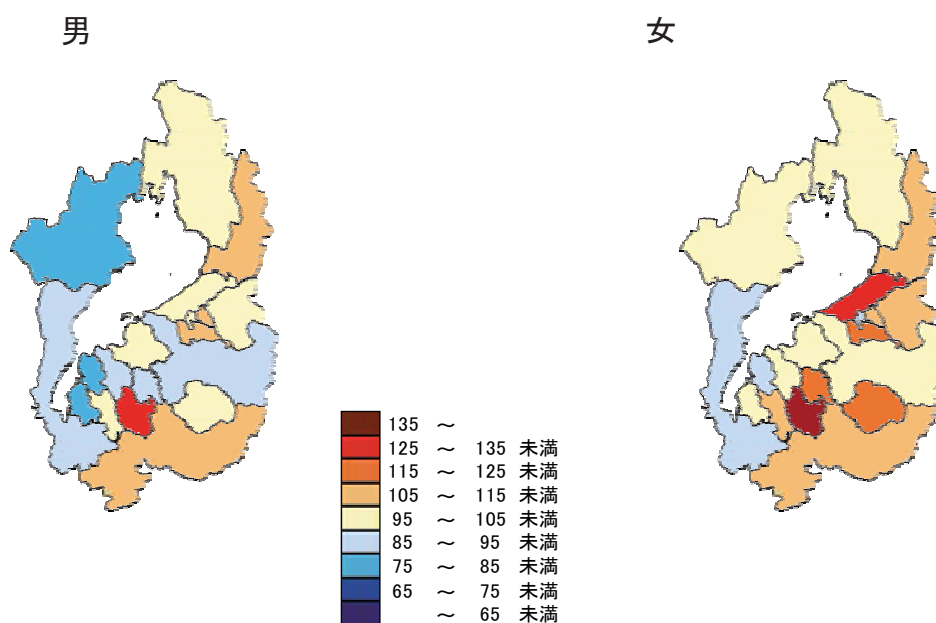 男
女
135 ～
125 ～ 135 未満
115 ～ 125 未満
105 ～ 115 未満
95 ～ 105 未満
85 ～ 95 未満
75 ～ 85 未満
65 ～ 75 未満
～ 65 未満